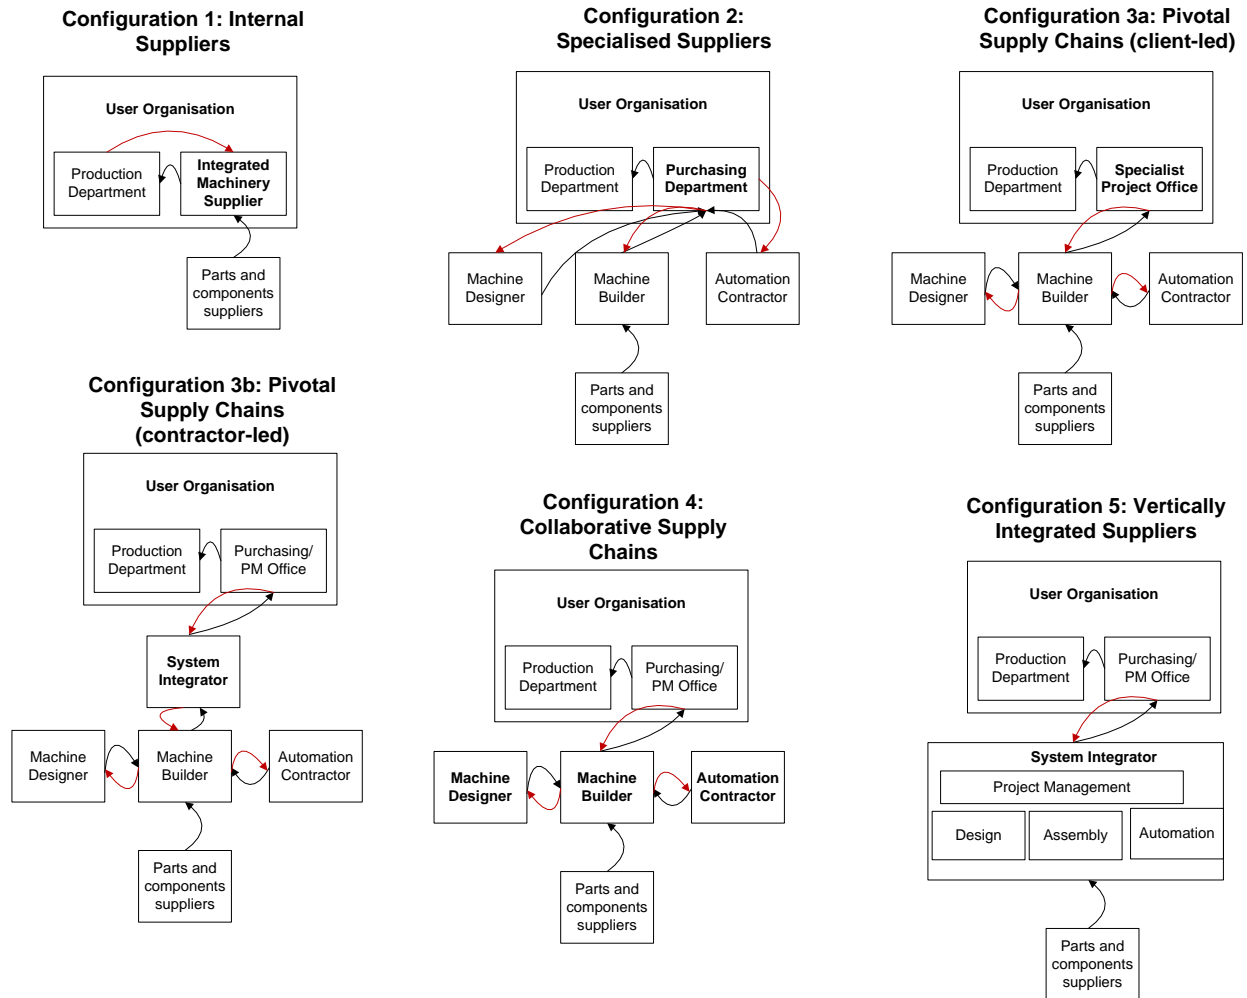 Configuration 1: Internal
Suppliers
User Organisation
Production
Department
Integrated
Machinery
Supplier
Parts and
components
suppliers
Configuration 2:
Specialised Suppliers
User Organisation
Production
Department
Purchasing
Department
Machine
Designer
Machine
Builder
Automation
Contractor
Parts and
components
suppliers
Configuration 3a: Pivotal
Supply Chains (client-led)
User Organisation
Production
Department
Specialist
Project Office
Machine
Designer
Machine
Builder
Automation
Contractor
Parts and
components
suppliers
Configuration 3b: Pivotal
Supply Chains
(contractor-led)
User Organisation
Production
Department
Purchasing/
PM Office
System
Integrator
Machine
Designer
Machine
Builder
Automation
Contractor
Parts and
components
suppliers
Configuration 4:
Collaborative Supply
Chains
User Organisation
Production
Department
Purchasing/
PM Office
Machine
Designer
Machine
Builder
Automation
Contractor
Parts and
components
suppliers
Configuration 5: Vertically
Integrated Suppliers
User Organisation
Production
Department
Purchasing/
PM Office
System Integrator
Project Management
Design
Assembly
Automation
Parts and
components
suppliers